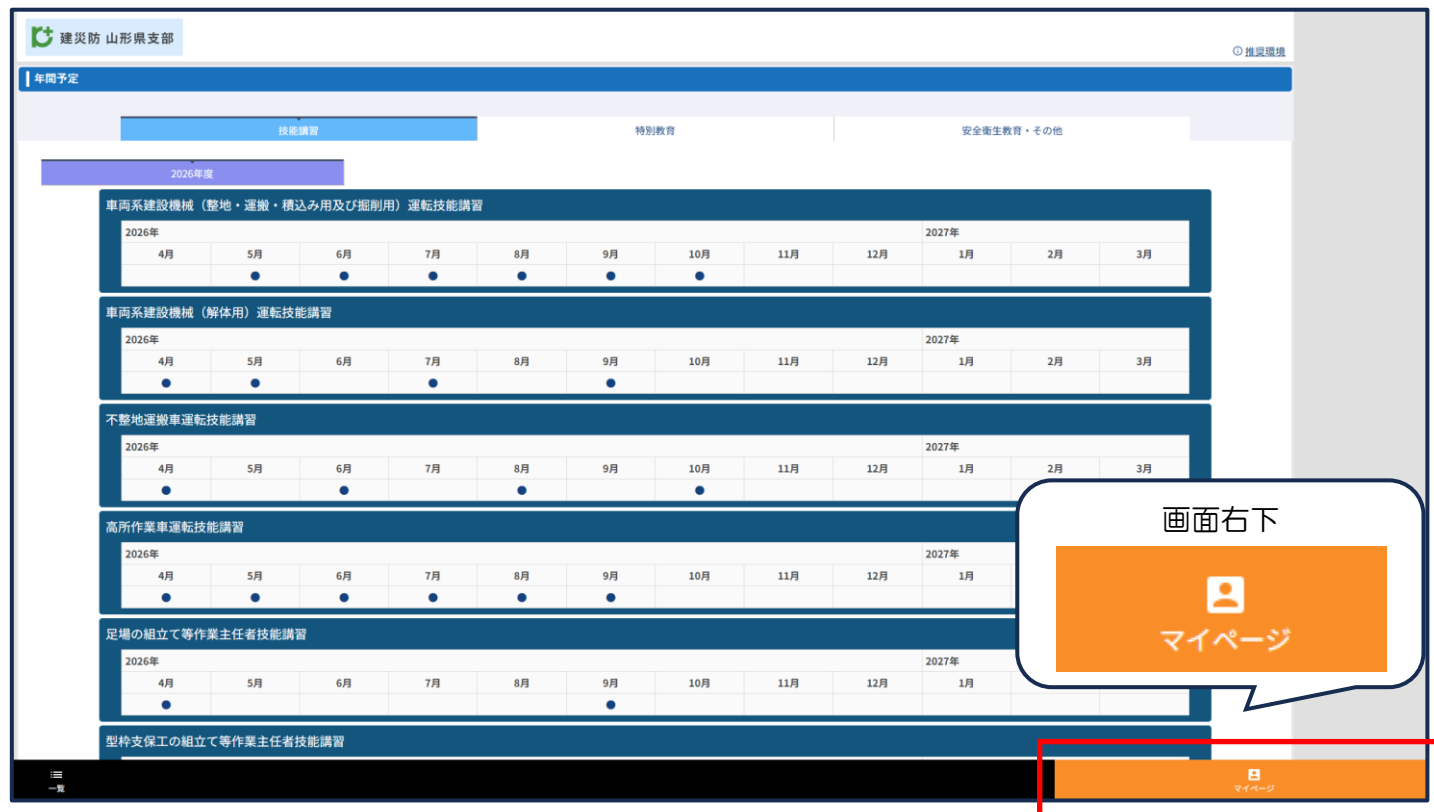 建災防 山形県支部
推奨環境
年間予定
技能講習 特別教育 安全衛生教育・その他
2026年度
車両系建設機械（整地・運搬・積込み用及び掘削用）運転技能講習
2026年 2027年
4月 5月 6月 7月 8月 9月 10月 11月 12月 1月 2月 3月
● ● ● ● ● ●
車両系建設機械（解体用）運転技能講習
2026年 2027年
4月 5月 6月 7月 8月 9月 10月 11月 12月 1月 2月 3月
● ● ● ●
不整地運搬車運転技能講習
2026年 2027年
4月 5月 6月 7月 8月 9月 10月 11月 12月 1月 2月 3月
● ● ● ●
高所作業車運転技能講習
2026年 2027年
4月 5月 6月 7月 8月 9月 10月 11月 12月 1月
● ● ● ● ● ●
足場の組立て等作業主任者技能講習
2026年 2027年
4月 5月 6月 7月 8月 9月 10月 11月 12月 1月
● ●
型枠支保工の組立て等作業主任者技能講習
画面右下
マイページ
一覧
マイページ